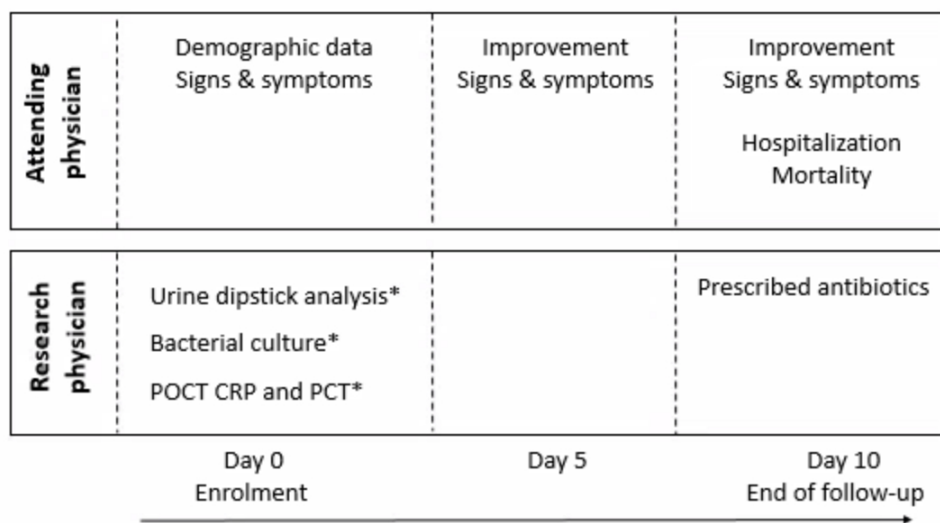 Attending
physician
Demographic data
Signs & symptoms
Improvement
Signs & symptoms
Improvement
Signs & symptoms
Hospitalization
Mortality
Research
physician
Urine dipstick analysis*
Bacterial culture*
POCT CRP and PCT*
Prescribed antibiotics
Day 0
Enrolment
Day 5
Day 10
End of follow-up